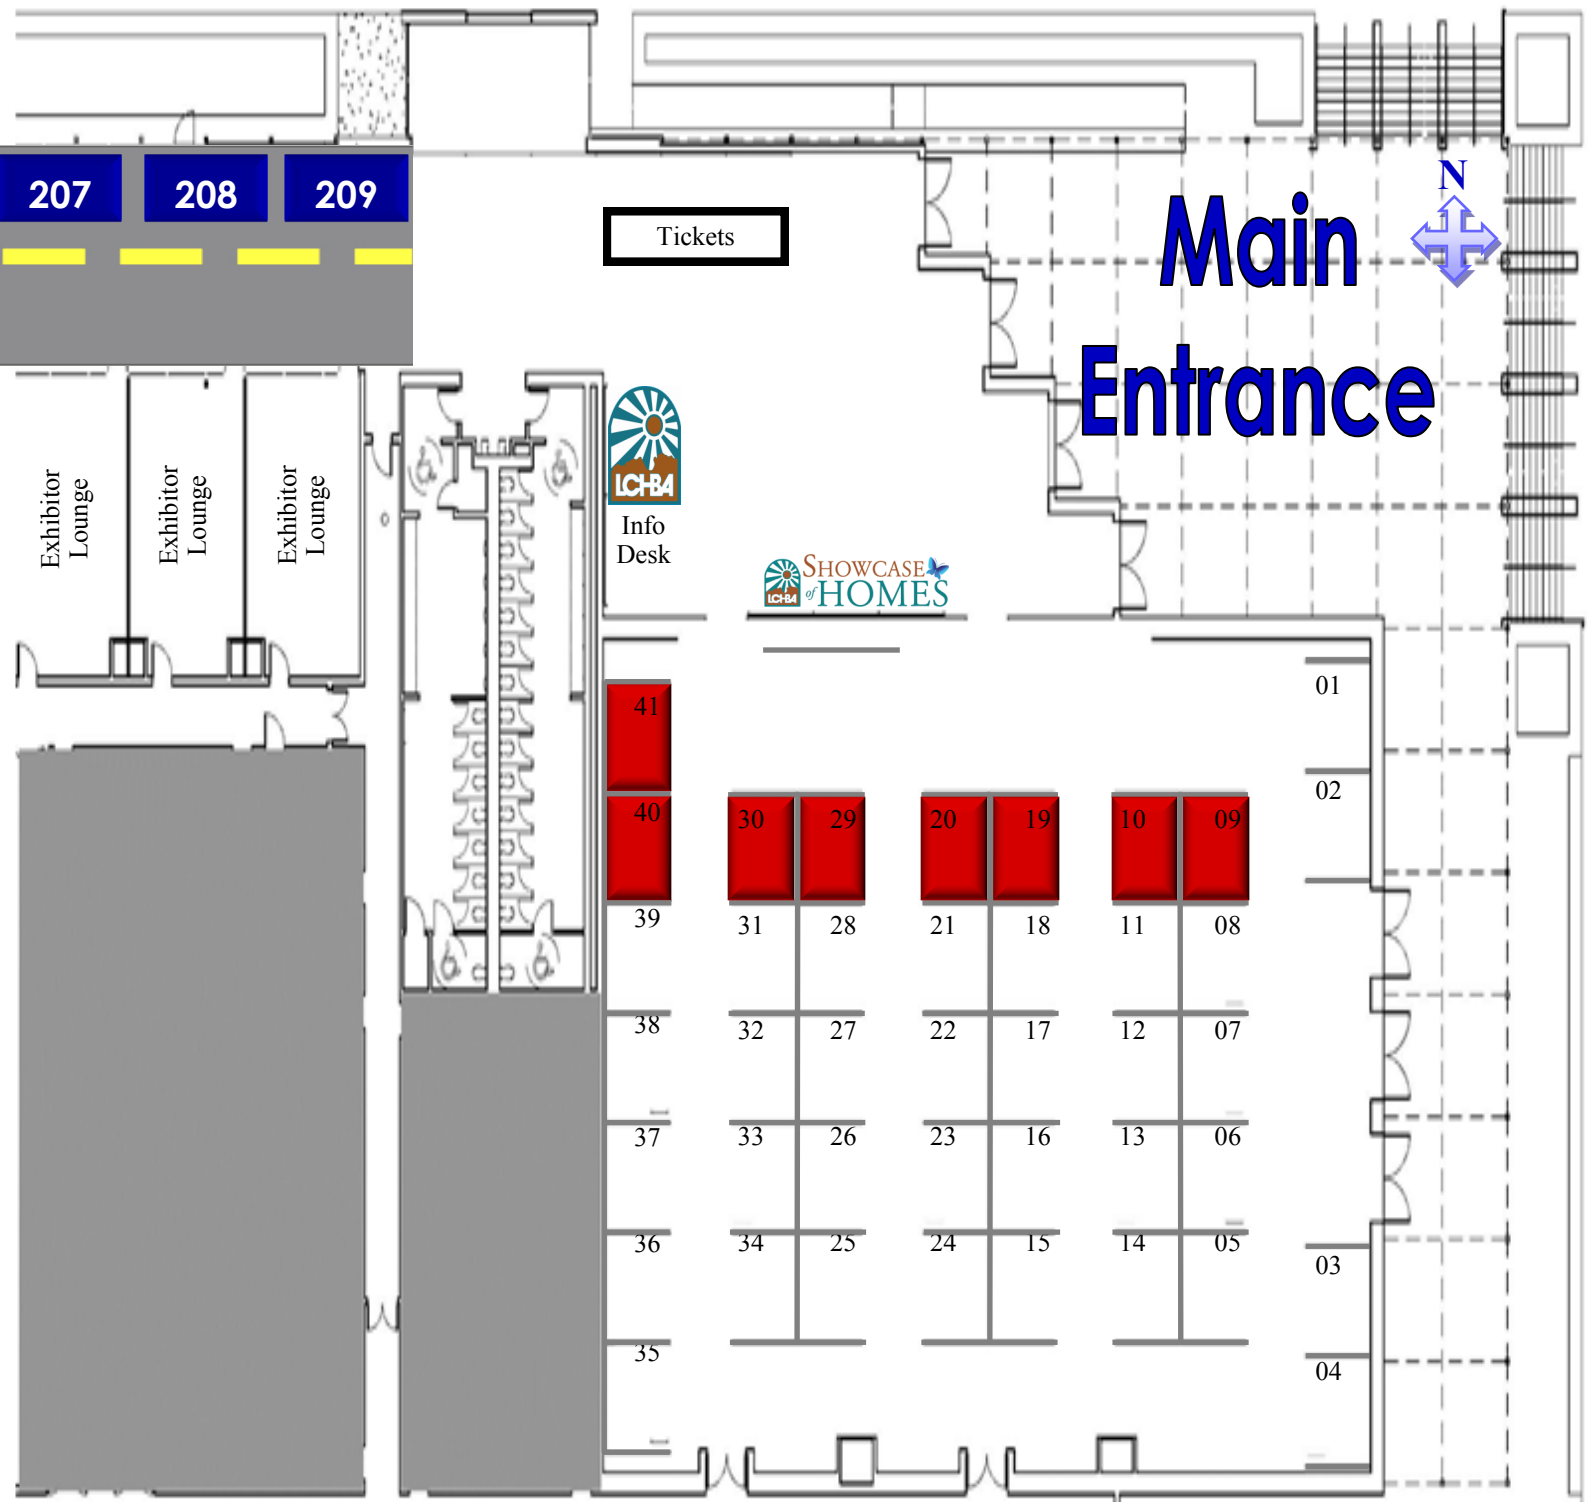 207 208 209
Tickets
N
Main
Entrance
LCHBA
Info
Desk
Exhibitor
Lounge
Exhibitor
Lounge
Exhibitor
Lounge
LCHBA
SHOWCASE
of HOMES
01
41
02
40 30 29 20 19 10 09
39 31 28 21 18 11 08
38 32 27 22 17 12 07
37 33 26 23 16 13 06
36 34 25 24 15 14 05
03
35
04